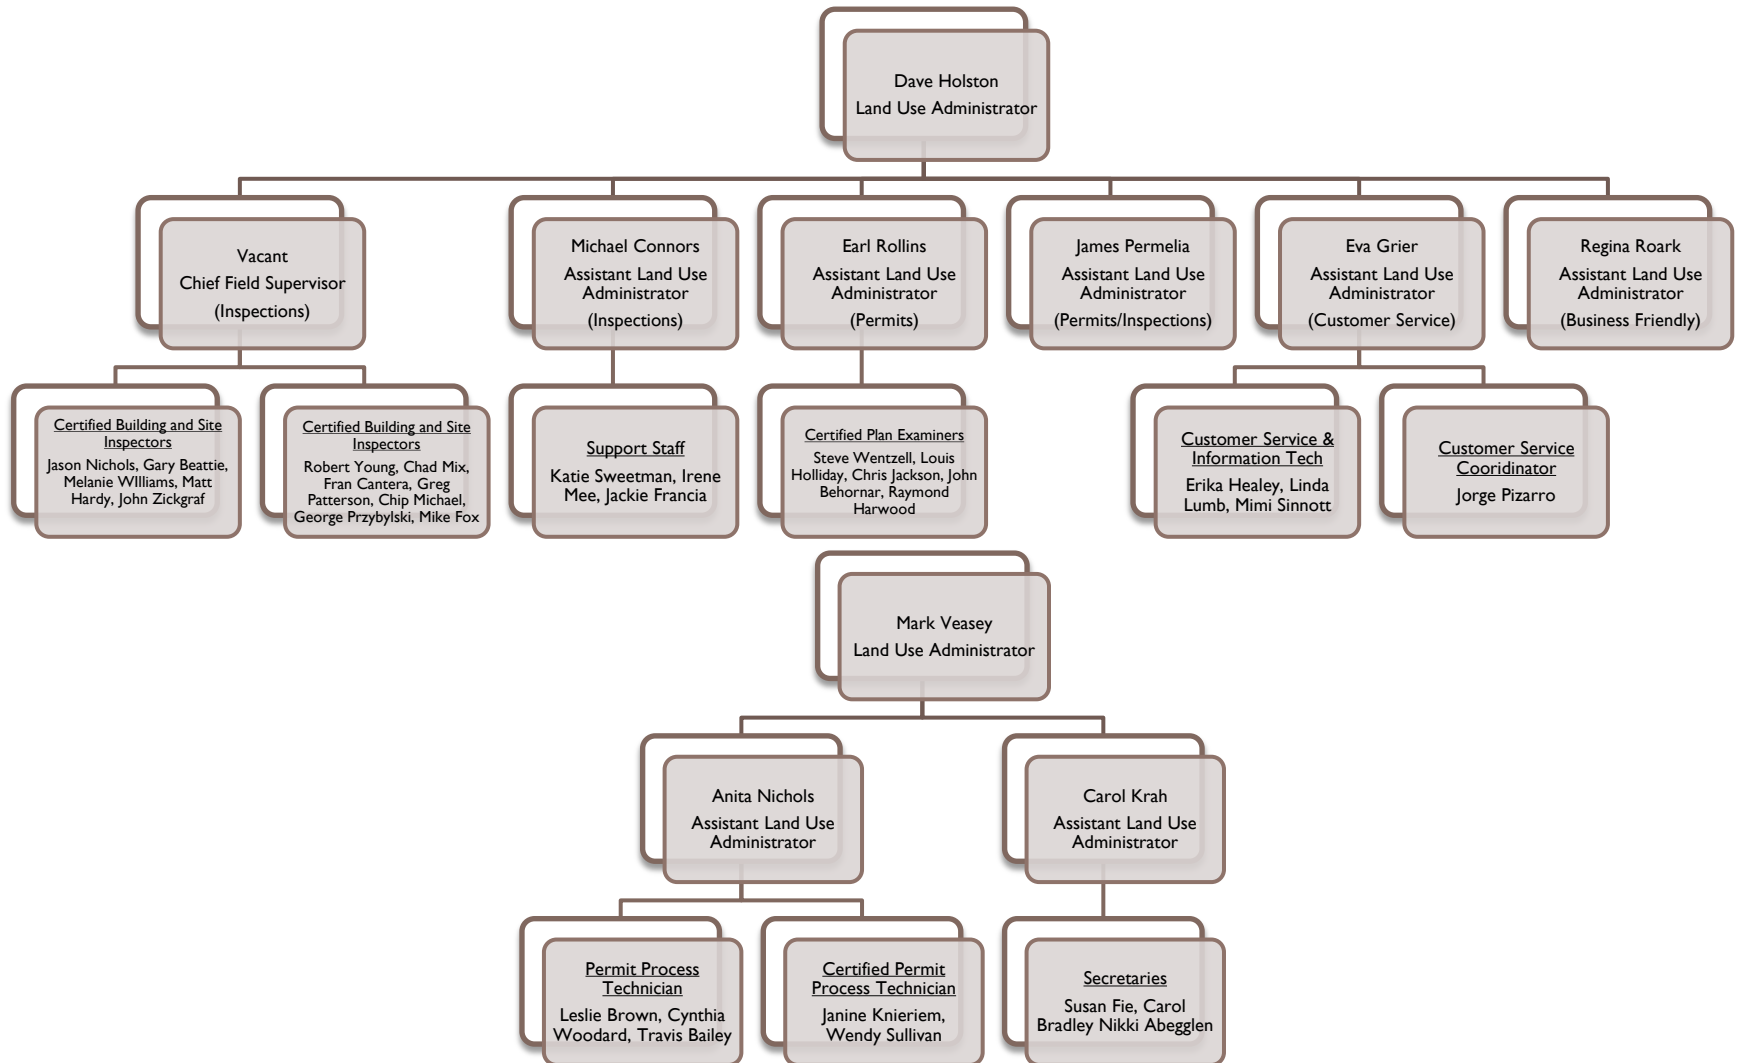 Dave Holston
Land Use Administrator
Vacant
Chief Field Supervisor
(Inspections)
Michael Connors
Assistant Land Use
Administrator
(Inspections)
Earl Rollins
Assistant Land Use
Administrator
(Permits)
James Permelia
Assistant Land Use
Administrator
(Permits/Inspections)
Eva Grier
Assistant Land Use
Administrator
(Customer Service)
Regina Roark
Assistant Land Use
Administrator
(Business Friendly)
Certified Building and Site
Inspectors
Jason Nichols, Gary Beattie,
Melanie WIlliams, Matt
Hardy, John Zickgraf
Certified Building and Site
Inspectors
Robert Young, Chad Mix,
Fran Cantera, Greg
Patterson, Chip Michael,
George Przybylski, Mike Fox
Support Staff
Katie Sweetman, Irene
Mee, Jackie Francia
Certified Plan Examiners
Steve Wentzell, Louis
Holliday, Chris Jackson, John
Behornar, Raymond
Harwood
Customer Service &
Information Tech
Erika Healey, Linda
Lumb, Mimi Sinnott
Customer Service
Cooridinator
Jorge Pizarro
Mark Veasey
Land Use Administrator
Anita Nichols
Assistant Land Use
Administrator
Carol Krah
Assistant Land Use
Administrator
Permit Process
Technician
Leslie Brown, Cynthia
Woodard, Travis Bailey
Certified Permit
Process Technician
Janine Knieriem,
Wendy Sullivan
Secretaries
Susan Fie, Carol
Bradley Nikki Abegglen